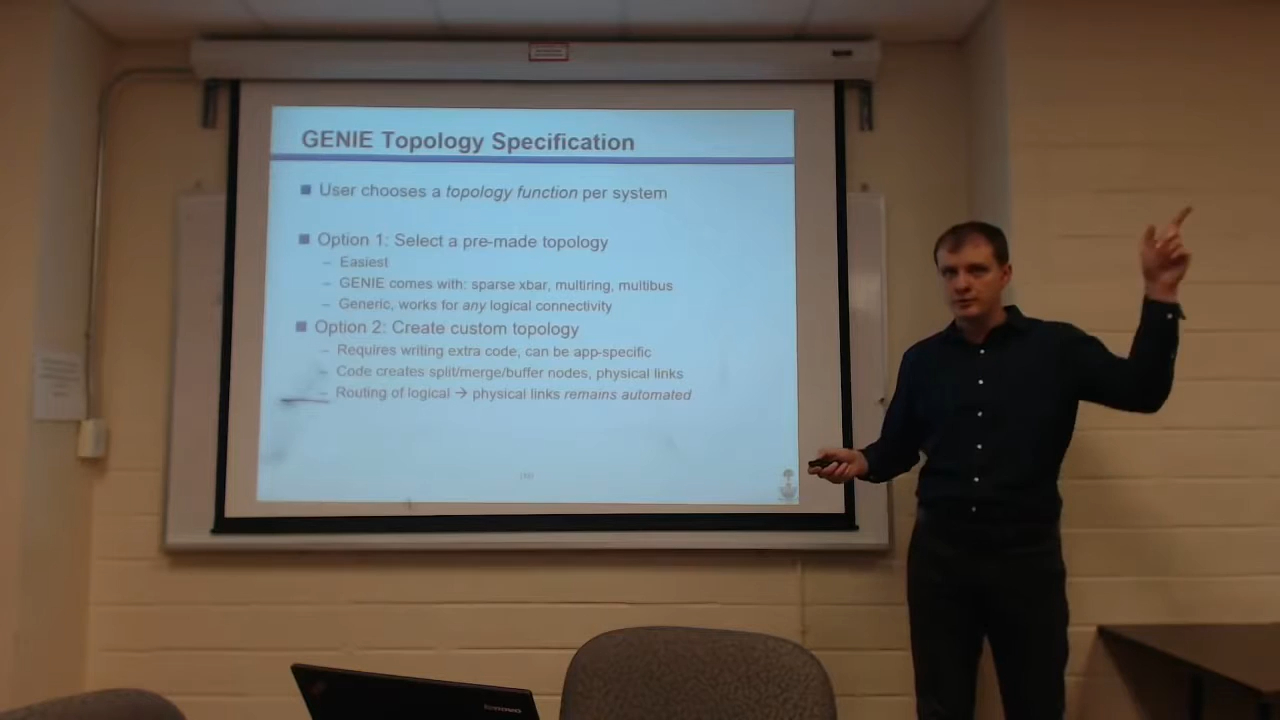 GENIE Topology Specification
■ User chooses a topology function per system
■ Option 1: Select a pre-made topology
– Easiest
– GENIE comes with: sparse xbar, multiring, multibus
– Generic, works for any logical connectivity
■ Option 2: Create custom topology
– Requires writing extra code, can be app-specific
– Code creates split/merge/buffer nodes, physical links
– Routing of logical → physical links remains automated
lenovo